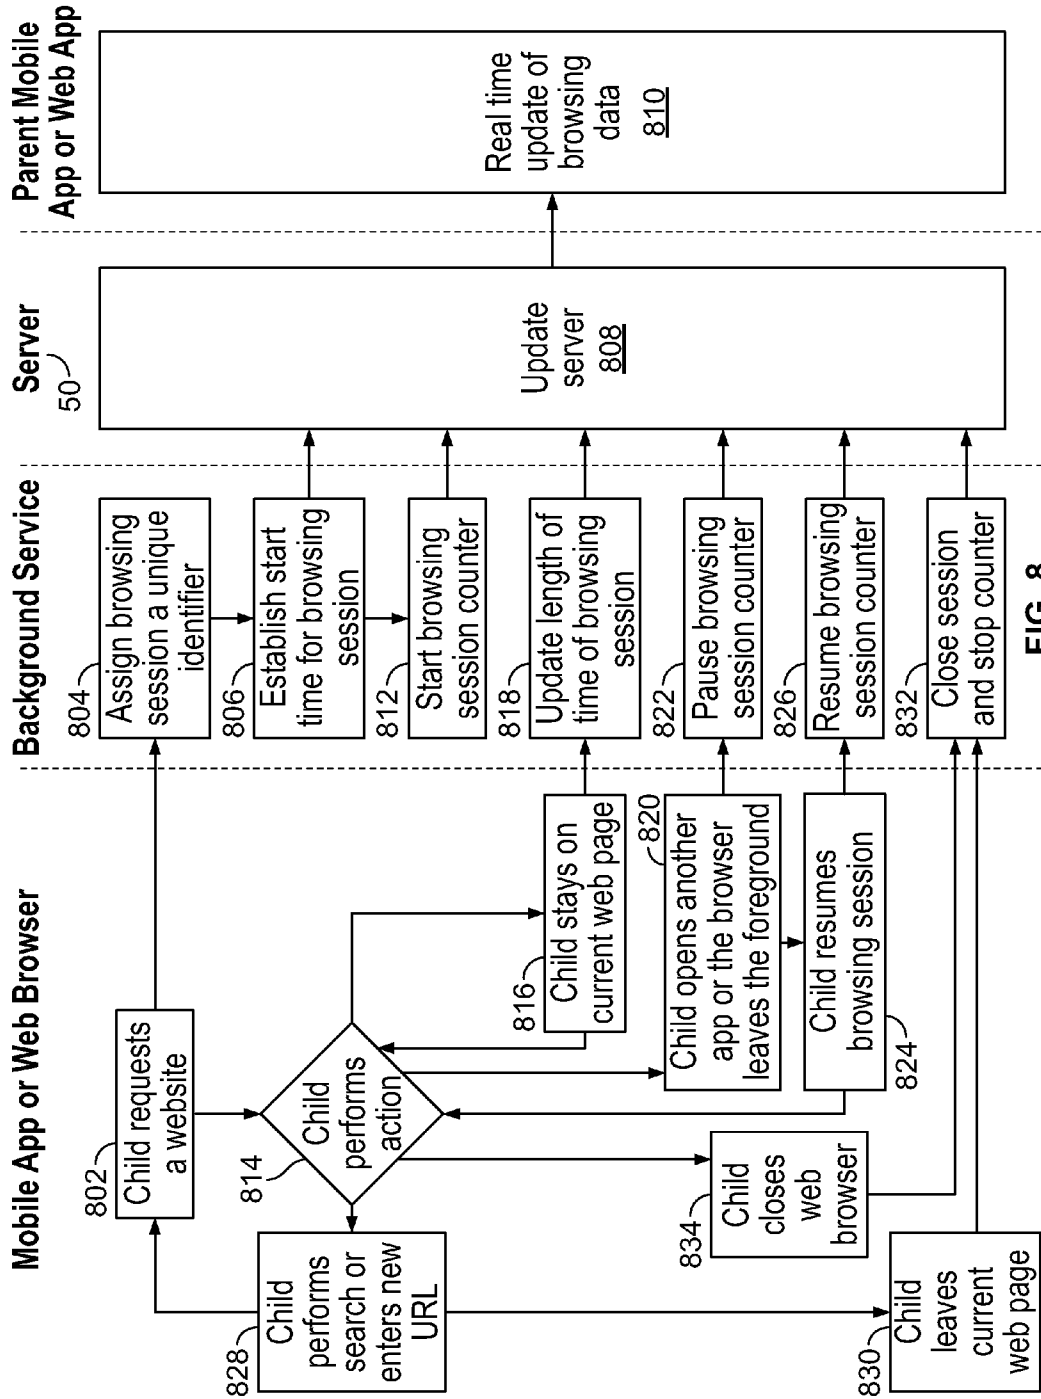 Mobile App or Web Browser
Background Service
Server
50
Parent Mobile
App or Web App
802
Child requests
a website
828
Child
performs
search or
enters new
URL
814
Child
performs
action
816
Child stays on
current web page
820
Child opens another
app or the browser
leaves the foreground
824
Child resumes
browsing session
834
Child
closes
web
browser
830
Child
leaves
current
web page
804
Assign browsing
session a unique
identifier
806
Establish start
time for browsing
session
812
Start browsing
session counter
818
Update length of
time of browsing
session
822
Pause browsing
session counter
826
Resume browsing
session counter
832
Close session
and stop counter
Update
server
808
Real time
update of
browsing
data
810
FIG. 8